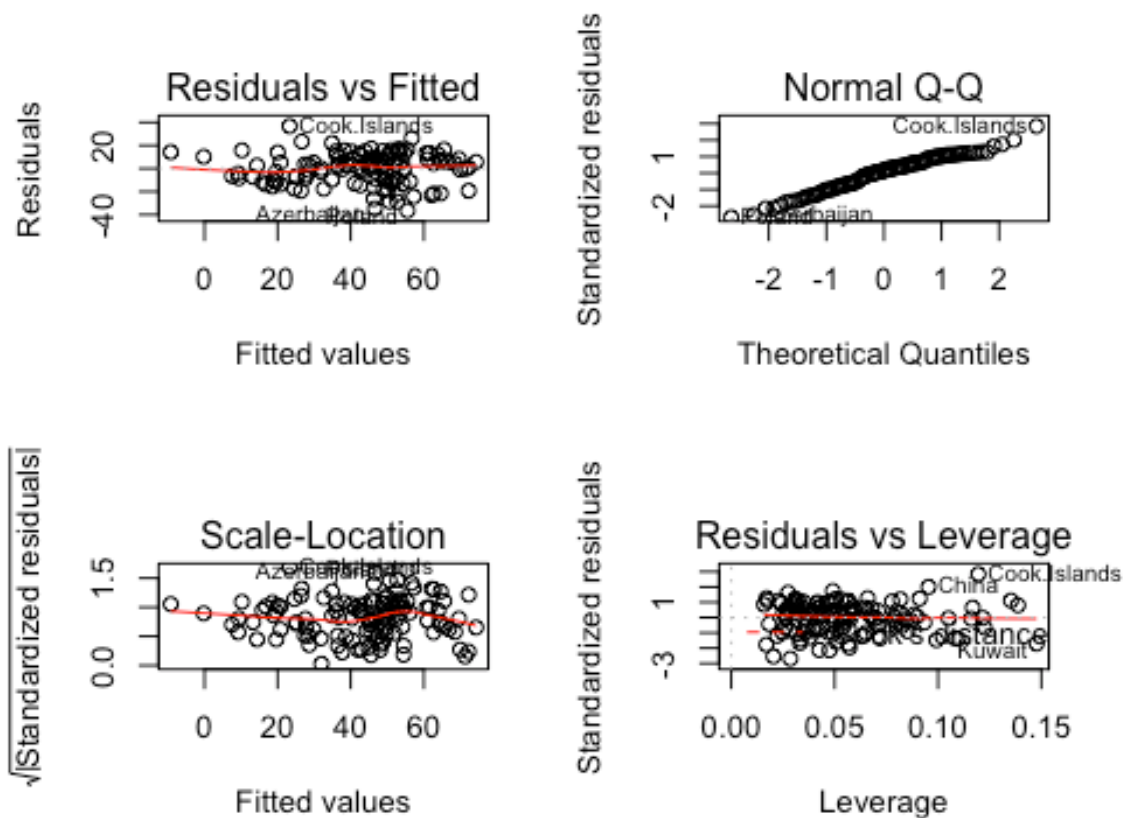 Residuals vs Fitted
Residuals
20
-40
Cook.Islands
Azerbaijan
0 20 40 60
Fitted values
Normal Q-Q
Standardized residuals
1
-2
Cook.Islands
-2 -1 0 1 2
Theoretical Quantiles
Scale-Location
√|Standardized residuals|
1.5
0.0
0 20 40 60
Fitted values
Residuals vs Leverage
Standardized residuals
1
-3
Cook.Islands
China
distance
Kuwait
0.00 0.05 0.10 0.15
Leverage